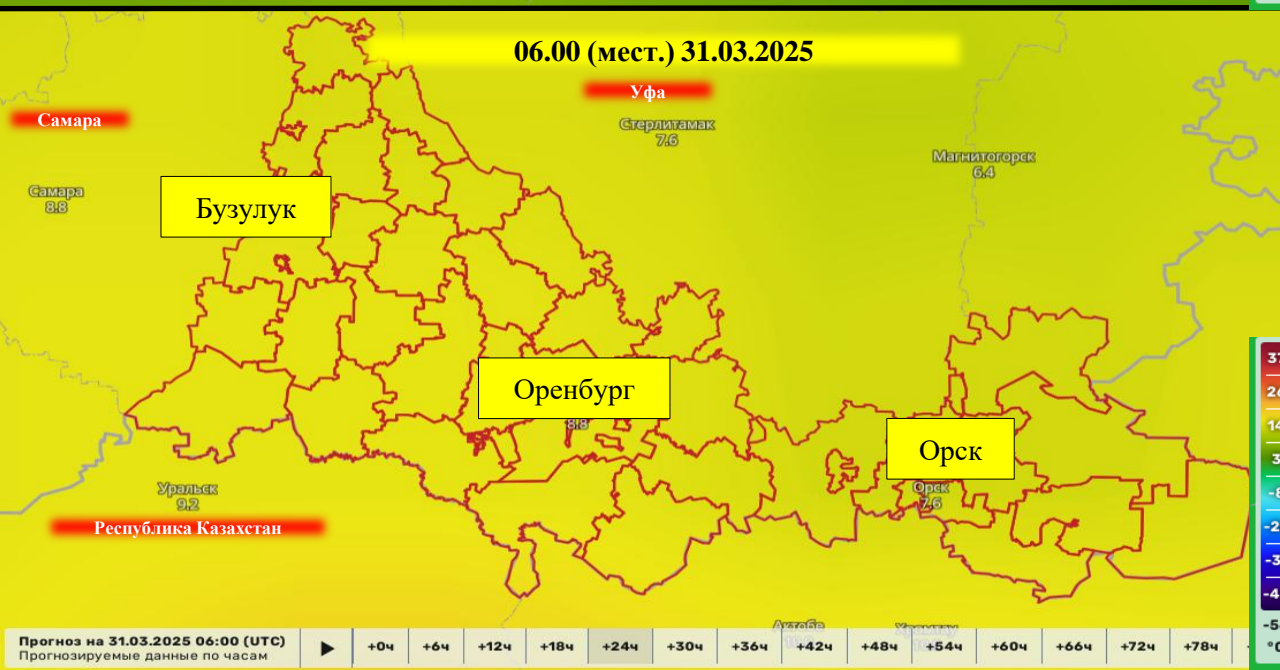 06.00 (мест.) 31.03.2025
Уфа
Самара
Стерлитамак
7.6
Магнитогорск
6.4
Самара
8.8
Бузулук
Оренбург
8.8
Орск
Орск
7.6
Уральск
9.2
Республика Казахстан
Актобе
Хромтау
Прогноз на 31.03.2025 06:00 (UTC)
Прогнозируемые данные по часам
+0ч +6ч +12ч +18ч +24ч +30ч +36ч +42ч +48ч +54ч +60ч +66ч +72ч +78ч